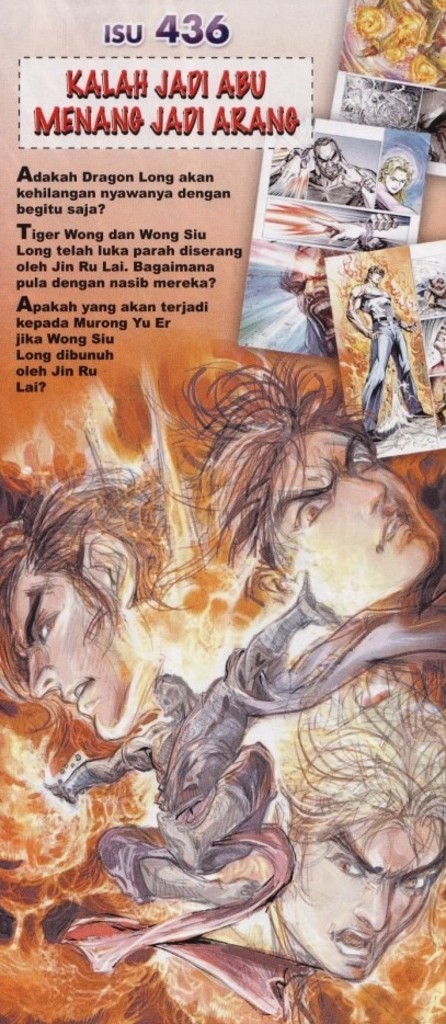 ISU 436
KALAH JADI ABU
MENANG JADI ARANG
Adakah Dragon Long akan
kehilangan nyawanya dengan
begitu saja?
Tiger Wong dan Wong Siu
Long telah luka parah diserang
oleh Jin Ru Lai. Bagaimana
pula dengan nasib mereka?
Apakah yang akan terjadi
kepada Murong Yu Er
jika Wong Siu
Long dibunuh
oleh Jin Ru
Lai?